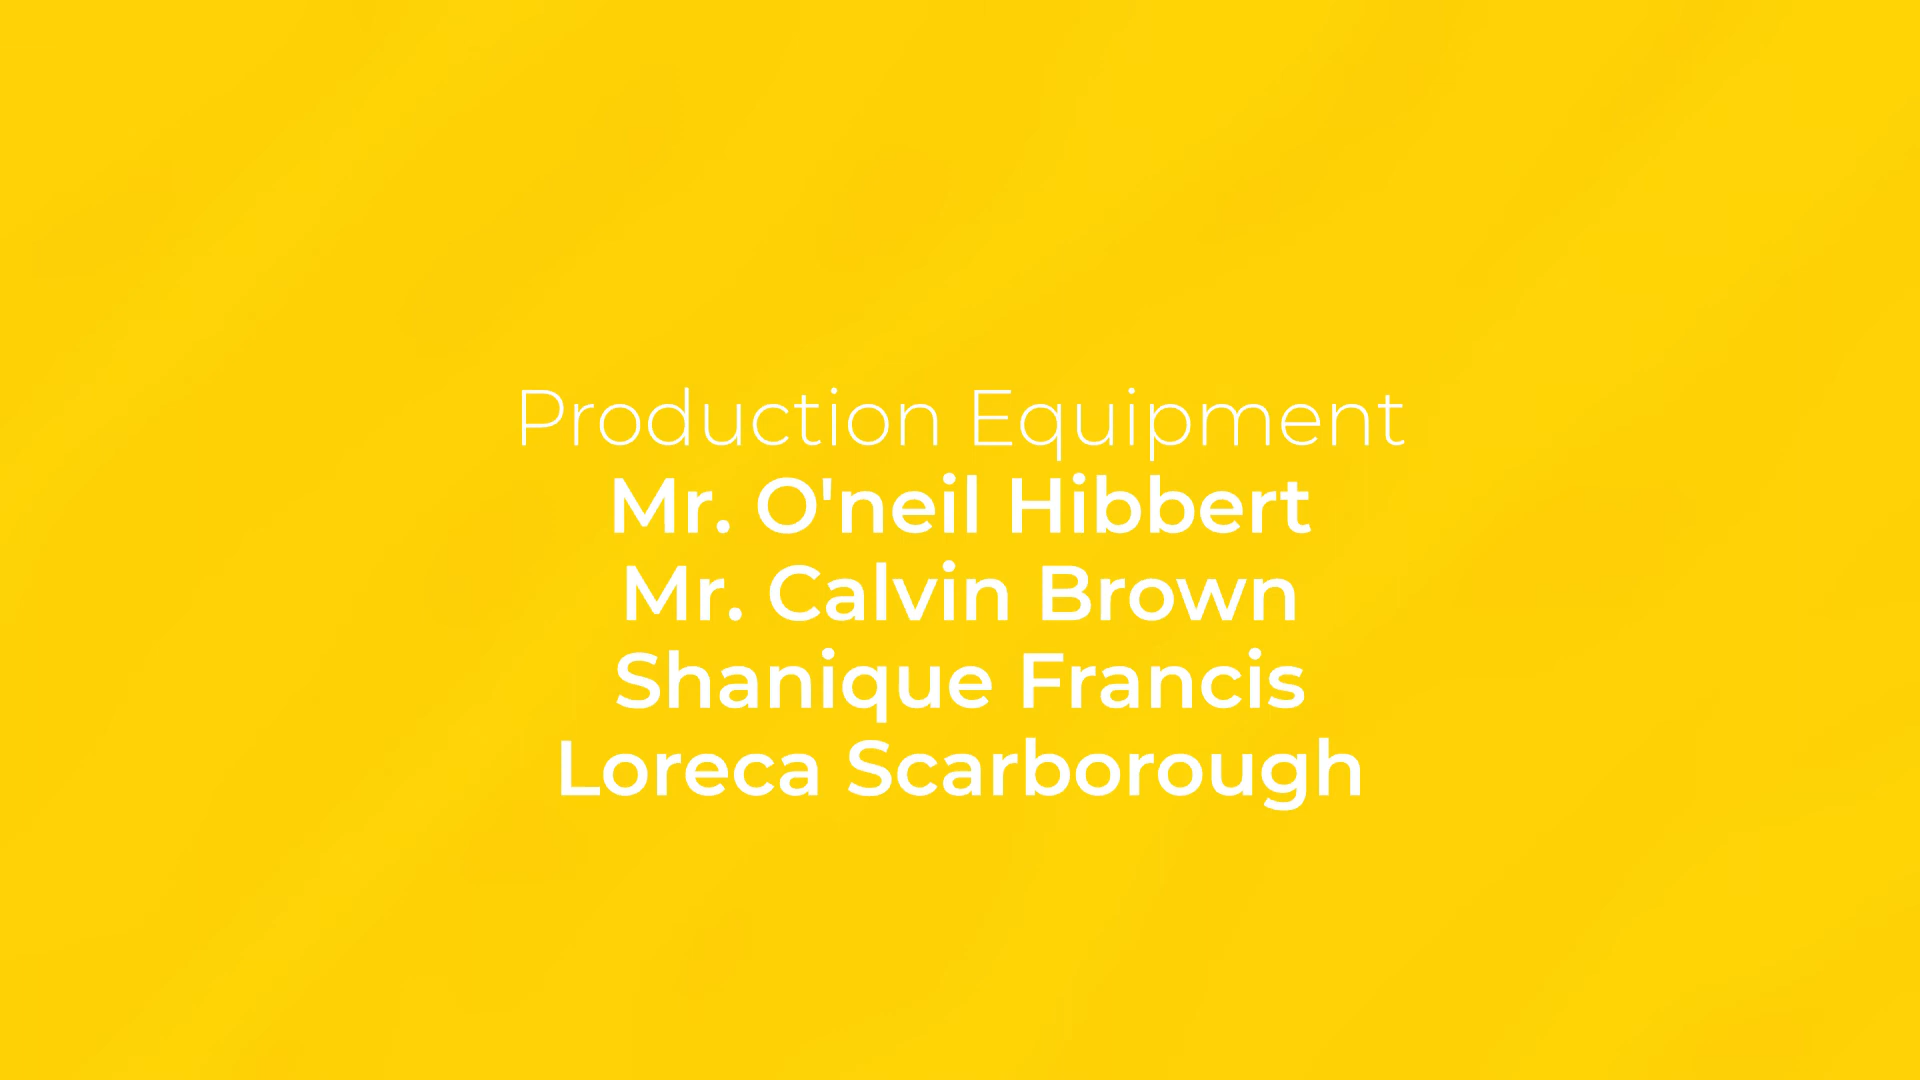 Production Equipment
Mr. O'neil Hibbert
Mr. Calvin Brown
Shanique Francis
Loreca Scarborough